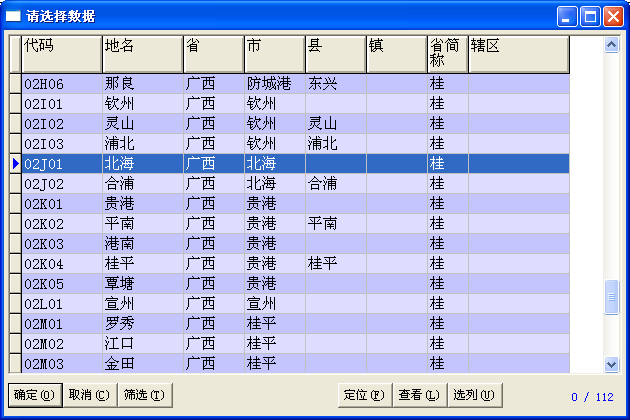 请选择数据
代码 地名 省 市 县 镇 省简称 辖区
02H06 那良 广西 防城港 东兴 桂
02I01 钦州 广西 钦州 桂
02I02 灵山 广西 钦州 灵山 桂
02I03 浦北 广西 钦州 浦北 桂
02J01 北海 广西 北海 桂
02J02 合浦 广西 北海 合浦 桂
02K01 贵港 广西 贵港 桂
02K02 平南 广西 贵港 平南 桂
02K03 港南 广西 贵港 桂
02K04 桂平 广西 贵港 桂平 桂
02K05 覃塘 广西 贵港 桂
02L01 宣州 广西 宣州 桂
02M01 罗秀 广西 桂平 桂
02M02 江口 广西 桂平 桂
02M03 金田 广西 桂平 桂
确定(O) 取消(C) 筛选(T) 定位(F) 查看(L) 选列(U) 0 / 112